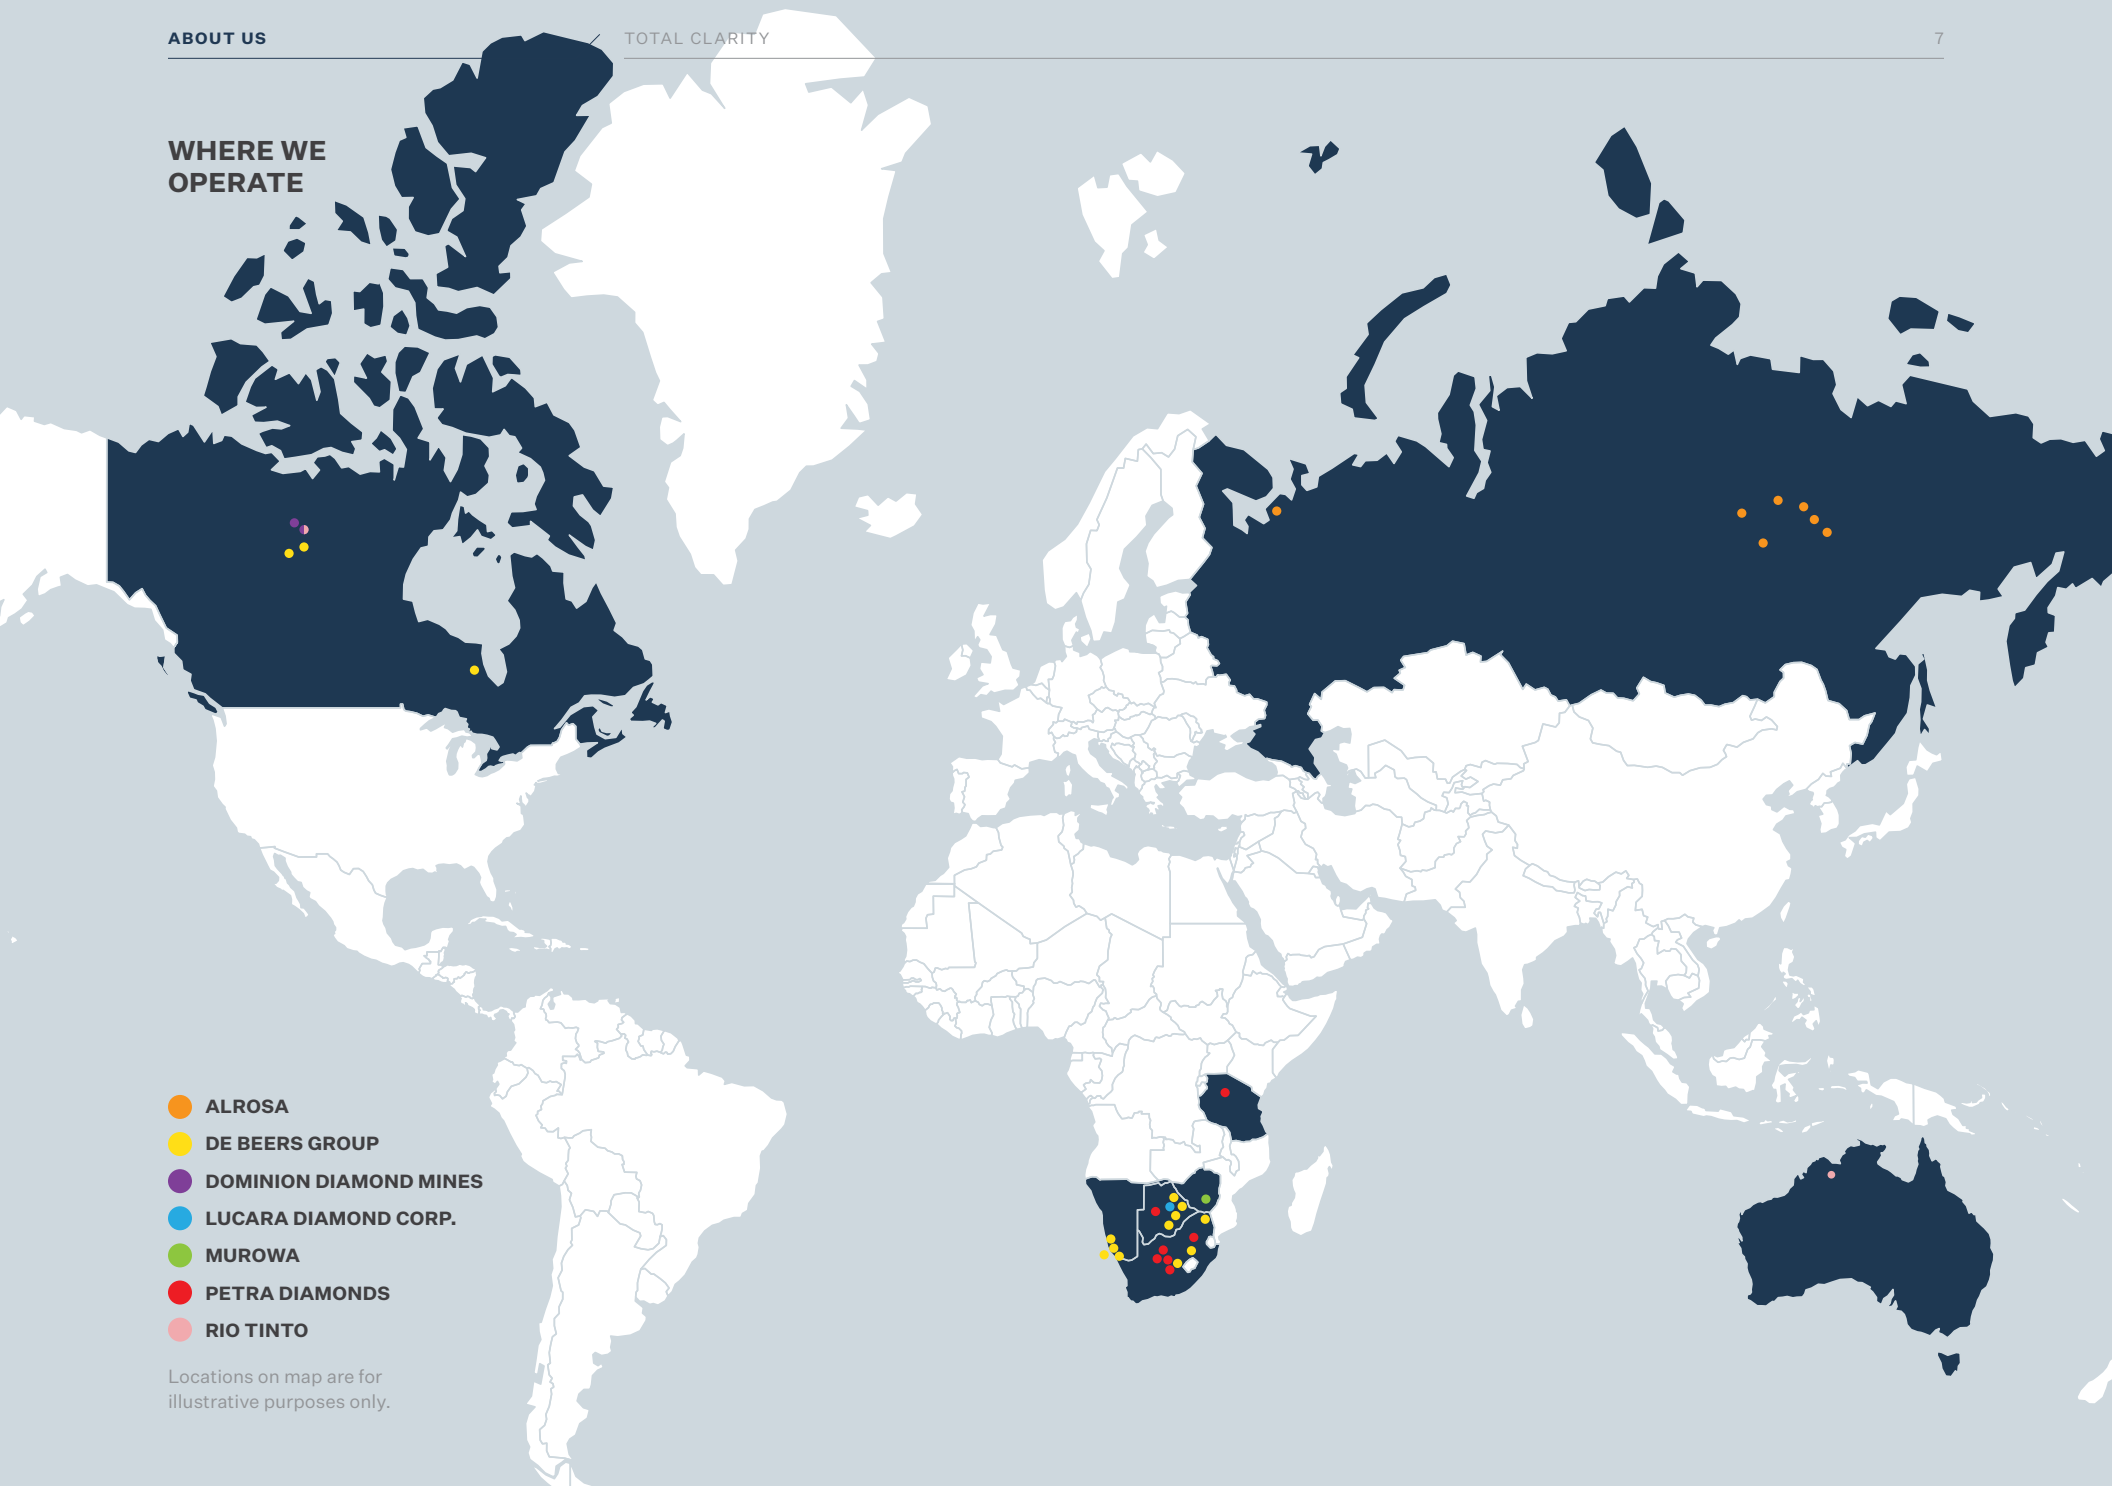 ABOUT US
TOTAL CLARITY
7
WHERE WE
OPERATE
ALROSA
DE BEERS GROUP
DOMINION DIAMOND MINES
LUCARA DIAMOND CORP.
MUROWA
PETRA DIAMONDS
RIO TINTO
Locations on map are for
illustrative purposes only.